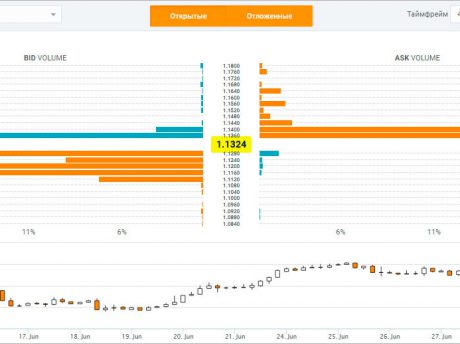 Открытые
Отложенные
Таймфрейм
BID VOLUME
ASK VOLUME
1.1800
1.1760
1.1720
1.1680
1.1640
1.1600
1.1560
1.1520
1.1480
1.1440
1.1400
1.1360
1.1324
1.1280
1.1240
1.1200
1.1160
1.1120
1.1080
1.1040
1.1000
1.0960
1.0920
1.0880
1.0840
11%
6%
6%
11%
17. Jun
18. Jun
19. Jun
20. Jun
21. Jun
24. Jun
25. Jun
26. Jun
27. Jun